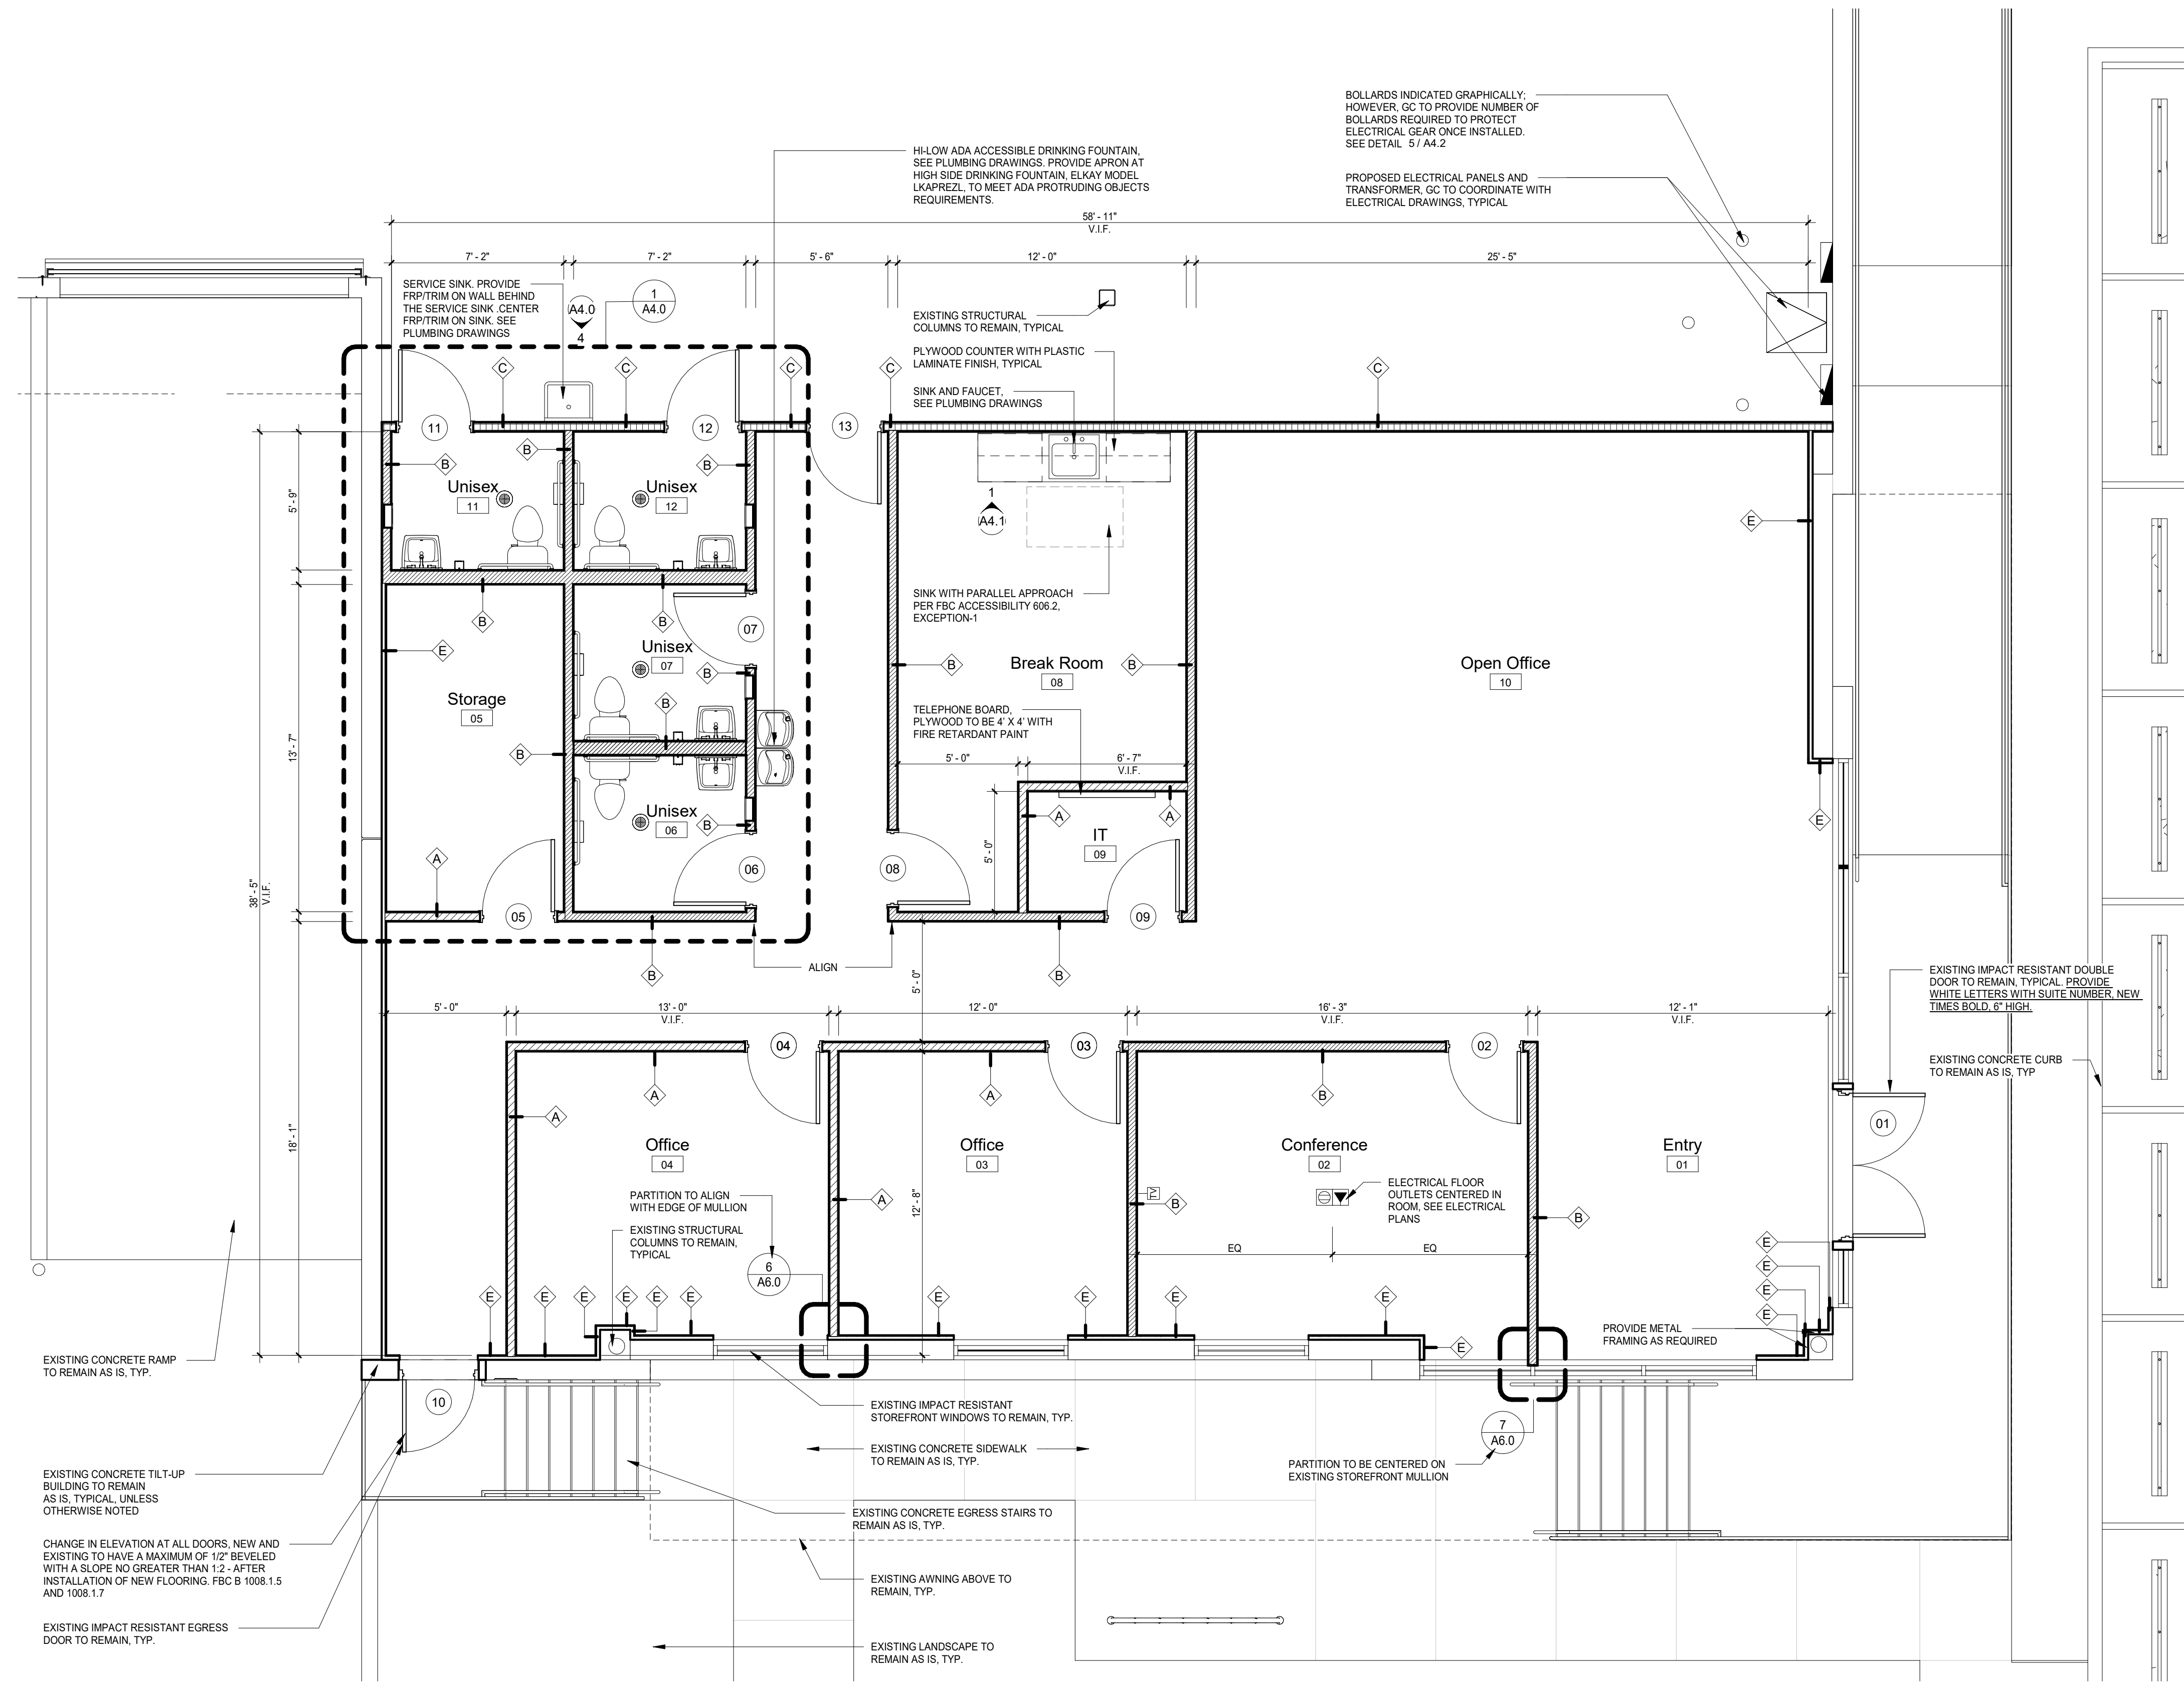 BOLLARDS INDICATED GRAPHICALLY;
HOWEVER, GC TO PROVIDE NUMBER OF
BOLLARDS REQUIRED TO PROTECT
ELECTRICAL GEAR ONCE INSTALLED.
SEE DETAIL 5 / A4.2
HI-LOW ADA ACCESSIBLE DRINKING FOUNTAIN,
SEE PLUMBING DRAWINGS. PROVIDE APRON AT
HIGH SIDE DRINKING FOUNTAIN, ELKAY MODEL
LKAPREZL, TO MEET ADA PROTRUDING OBJECTS
REQUIREMENTS.
PROPOSED ELECTRICAL PANELS AND
TRANSFORMER, GC TO COORDINATE WITH
ELECTRICAL DRAWINGS, TYPICAL
58' - 11"
V.I.F.
7' - 2"
7' - 2"
5' - 6"
12' - 0"
25' - 5"
SERVICE SINK. PROVIDE
FRP/TRIM ON WALL BEHIND
THE SERVICE SINK .CENTER
FRP/TRIM ON SINK. SEE
PLUMBING DRAWINGS
A4.0
4
1
A4.0
EXISTING STRUCTURAL
COLUMNS TO REMAIN, TYPICAL
PLYWOOD COUNTER WITH PLASTIC
LAMINATE FINISH, TYPICAL
SINK AND FAUCET,
SEE PLUMBING DRAWINGS
C
C
C
C
C
11
12
13
B
B
B
Unisex
11
Unisex
12
5' - 9"
1
A4.1
E
SINK WITH PARALLEL APPROACH
PER FBC ACCESSIBILITY 606.2,
EXCEPTION-1
B
B
07
E
Unisex
07
B
B
Break Room
08
B
Open Office
10
Storage
05
B
TELEPHONE BOARD,
PLYWOOD TO BE 4' X 4' WITH
FIRE RETARDANT PAINT
13' - 7"
B
5' - 0"
6' - 7"
V.I.F.
Unisex
06
B
A
A
E
IT
09
5' - 0"
A
06
08
38' - 5"
V.I.F.
05
09
B
ALIGN
B
5' - 0"
EXISTING IMPACT RESISTANT DOUBLE
DOOR TO REMAIN, TYPICAL. PROVIDE
WHITE LETTERS WITH SUITE NUMBER, NEW
TIMES BOLD, 6" HIGH.
5' - 0"
13' - 0"
V.I.F.
12' - 0"
16' - 3"
V.I.F.
12' - 1"
V.I.F.
04
03
02
EXISTING CONCRETE CURB
TO REMAIN AS IS, TYP
A
A
A
B
01
18' - 1"
Office
04
Office
03
Conference
02
Entry
01
PARTITION TO ALIGN
WITH EDGE OF MULLION
EXISTING STRUCTURAL
COLUMNS TO REMAIN,
TYPICAL
A
12' - 8"
TV
B
ELECTRICAL FLOOR
OUTLETS CENTERED IN
ROOM, SEE ELECTRICAL
PLANS
B
EQ
EQ
6
A6.0
E
E
E
E
E
E
E
E
E
E
E
E
E
E
PROVIDE METAL
FRAMING AS REQUIRED
EXISTING CONCRETE RAMP
TO REMAIN AS IS, TYP.
10
EXISTING IMPACT RESISTANT
STOREFRONT WINDOWS TO REMAIN, TYP.
7
A6.0
EXISTING CONCRETE SIDEWALK
TO REMAIN AS IS, TYP.
PARTITION TO BE CENTERED ON
EXISTING STOREFRONT MULLION
EXISTING CONCRETE TILT-UP
BUILDING TO REMAIN
AS IS, TYPICAL, UNLESS
OTHERWISE NOTED
EXISTING CONCRETE EGRESS STAIRS TO
REMAIN AS IS, TYP.
CHANGE IN ELEVATION AT ALL DOORS, NEW AND
EXISTING TO HAVE A MAXIMUM OF 1/2" BEVELED
WITH A SLOPE NO GREATER THAN 1:2 - AFTER
INSTALLATION OF NEW FLOORING. FBC B 1008.1.5
AND 1008.1.7
EXISTING AWNING ABOVE TO
REMAIN, TYP.
EXISTING IMPACT RESISTANT EGRESS
DOOR TO REMAIN, TYP.
EXISTING LANDSCAPE TO
REMAIN AS IS, TYP.